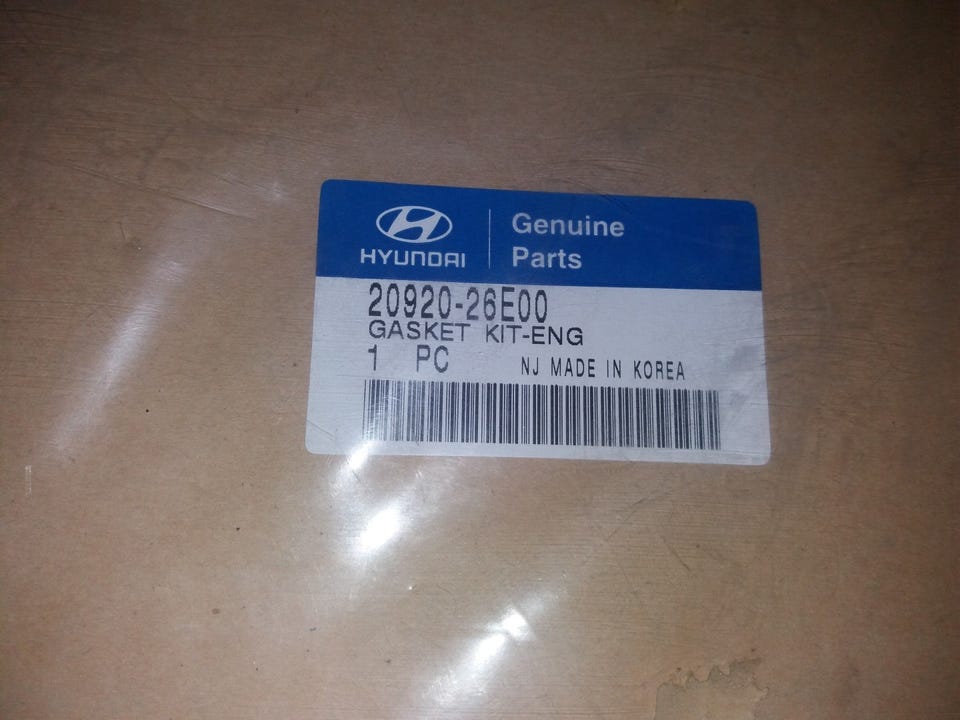 HYUNDAI
Genuine
Parts
20920-26E00
GASKET KIT-ENG
1 PC NJ MADE IN KOREA